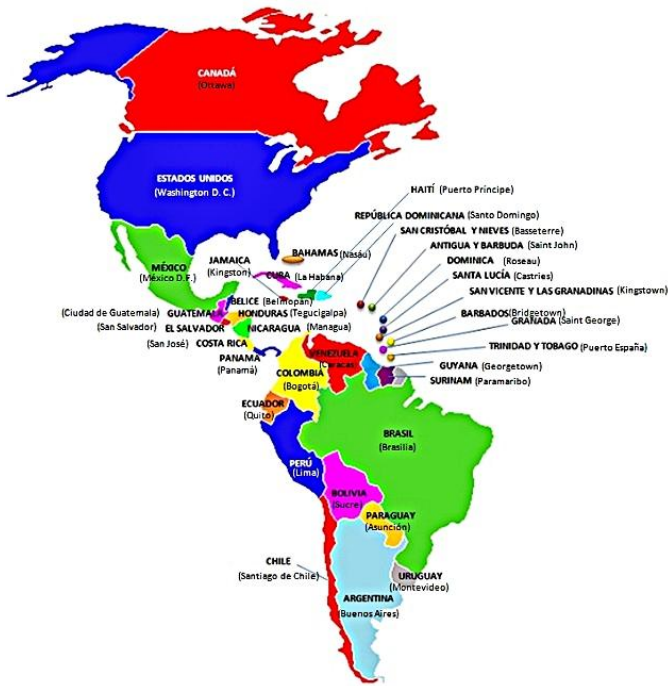 CANADÁ
(Ottawa)
ESTADOS UNIDOS
(Washington D. C.)
HAITÍ (Puerto Príncipe)
REPÚBLICA DOMINICANA (Santo Domingo)
SAN CRISTÓBAL Y NIEVES (Basseterre)
ANTIGUA Y BARBUDA (Saint John)
DOMINICA (Roseau)
SANTA LUCÍA (Castries)
SAN VICENTE Y LAS GRANADINAS (Kingstown)
BARBADOS (Bridgetown)
GRANADA (Saint George)
TRINIDAD Y TOBAGO (Puerto España)
BAHAMAS (Nasáu)
JAMAICA
(Kingston)
CUBA (La Habana)
MÉXICO
(México D.F.)
BELICE (Belmopan)
(Ciudad de Guatemala) GUATEMALA
HONDURAS (Tegucigalpa)
(San Salvador) EL SALVADOR
NICARAGUA (Managua)
(San José) COSTA RICA
PANAMA
(Panamá)
VENEZUELA
Caracas
GUYANA (Georgetown)
SURINAM (Paramaribo)
COLOMBIA
(Bogotá)
ECUADOR
(Quito)
BRASIL
(Brasilia)
PERÚ
(Lima)
BOLIVIA
(Sucre)
PARAGUAY
(Asunción)
CHILE
(Santiago de Chile)
URUGUAY
(Montevideo)
ARGENTINA
(Buenos Aires)